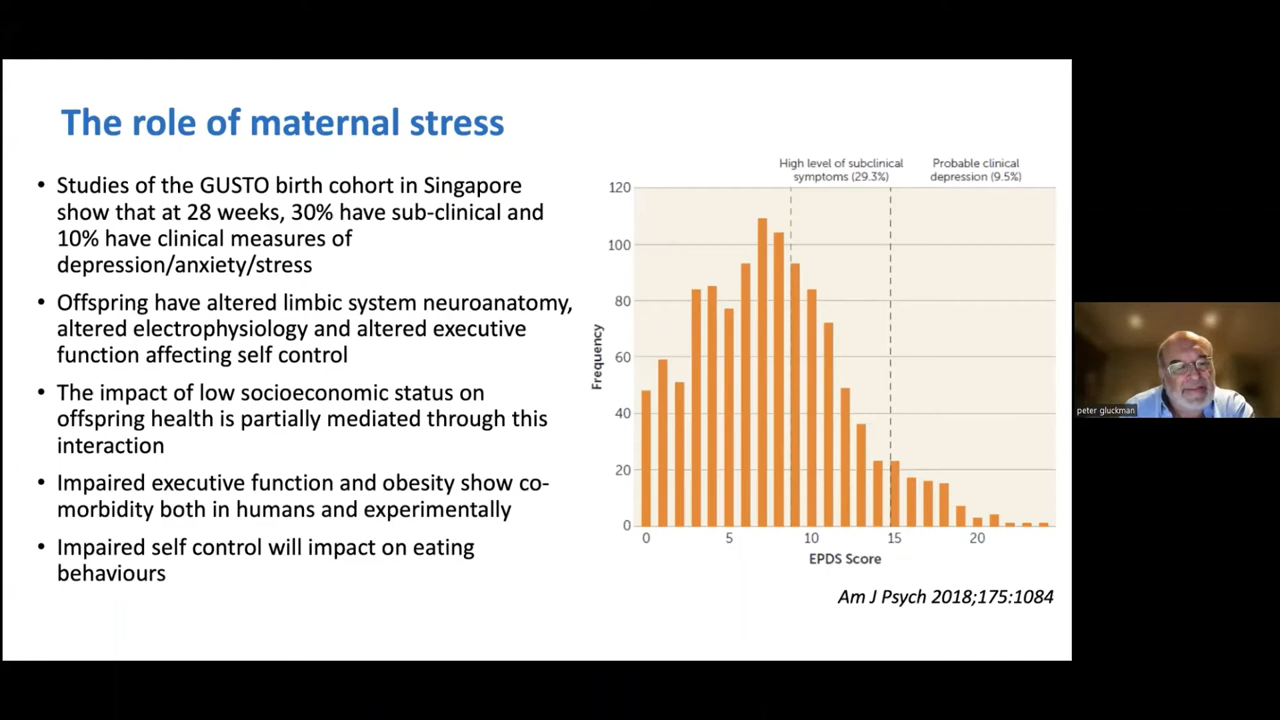 The role of maternal stress
• Studies of the GUSTO birth cohort in Singapore
show that at 28 weeks, 30% have sub-clinical and
10% have clinical measures of
depression/anxiety/stress
• Offspring have altered limbic system neuroanatomy,
altered electrophysiology and altered executive
function affecting self control
• The impact of low socioeconomic status on
offspring health is partially mediated through this
interaction
• Impaired executive function and obesity show co-
morbidity both in humans and experimentally
• Impaired self control will impact on eating
behaviours
High level of subclinical
symptoms (29.3%)
Probable clinical
depression (9.5%)
120
100
80
60
40
20
0
Frequency
0 5 10 15 20
EPDS Score
Am J Psych 2018;175:1084
peter gluckman